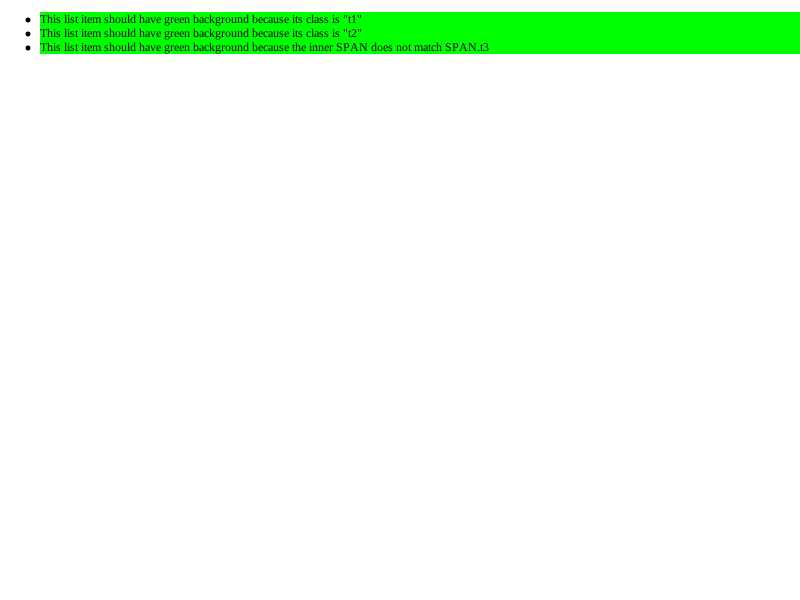 This list item should have green background because its class is "t1"
This list item should have green background because its class is "t2"
This list item should have green background because the inner SPAN does not match SPAN.t3